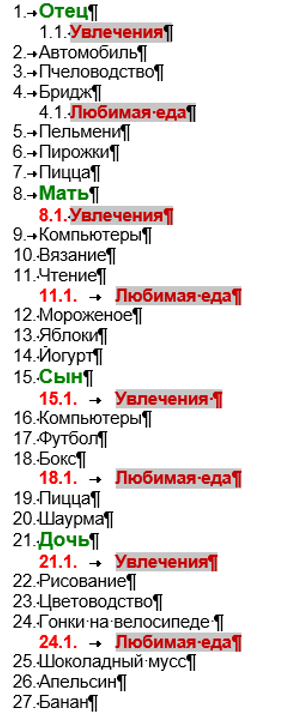 1. Отец¶
1.1. Увлечения¶
2. Автомобиль¶
3. Пчеловодство¶
4. Бридж¶
4.1. Любимая еда¶
5. Пельмени¶
6. Пирожки¶
7. Пицца¶
8. Мать¶
8.1. Увлечения¶
9. Компьютеры¶
10. Вязание¶
11. Чтение¶
11.1. Любимая еда¶
12. Мороженое¶
13. Яблоки¶
14. Йогурт¶
15. Сын¶
15.1. Увлечения ¶
16. Компьютеры¶
17. Футбол¶
18. Бокс¶
18.1. Любимая еда¶
19. Пицца¶
20. Шаурма¶
21. Дочь¶
21.1. Увлечения¶
22. Рисование¶
23. Цветоводство¶
24. Гонки на велосипеде ¶
24.1. Любимая еда¶
25. Шоколадный мусс¶
26. Апельсин¶
27. Банан¶